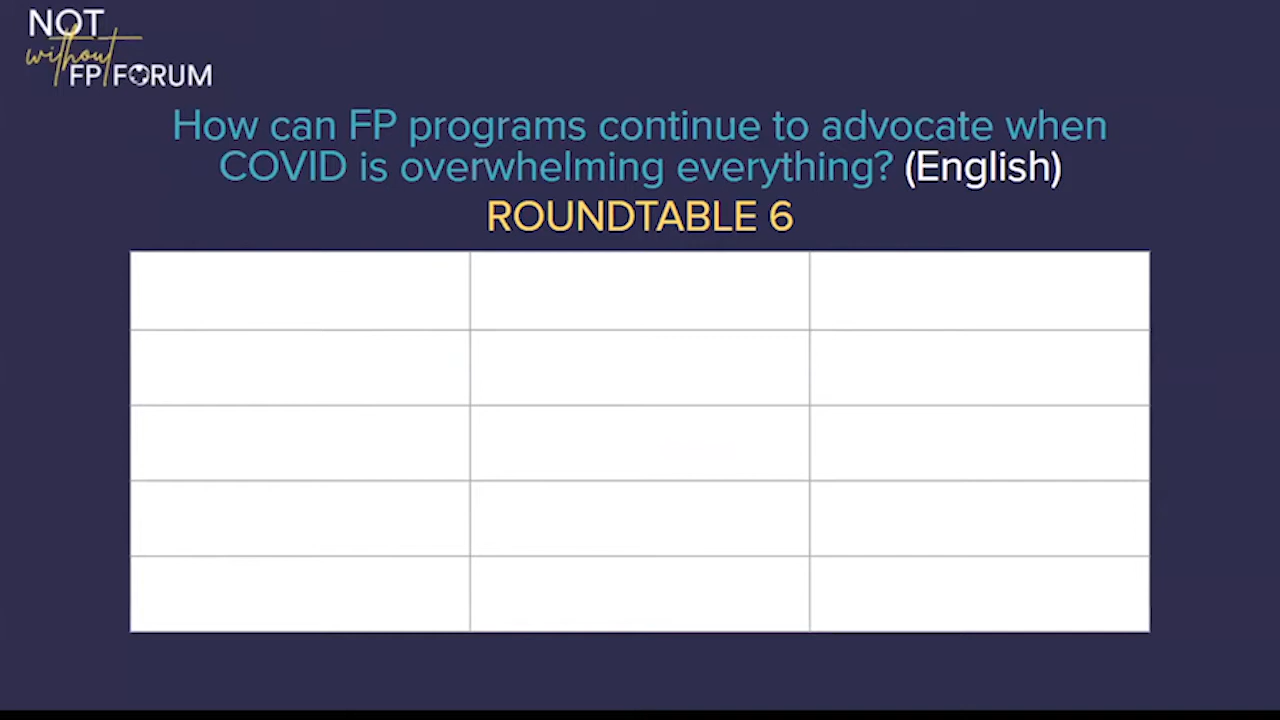 NOT
without
FP FORUM
How can FP programs continue to advocate when
COVID is overwhelming everything? (English)
ROUNDTABLE 6